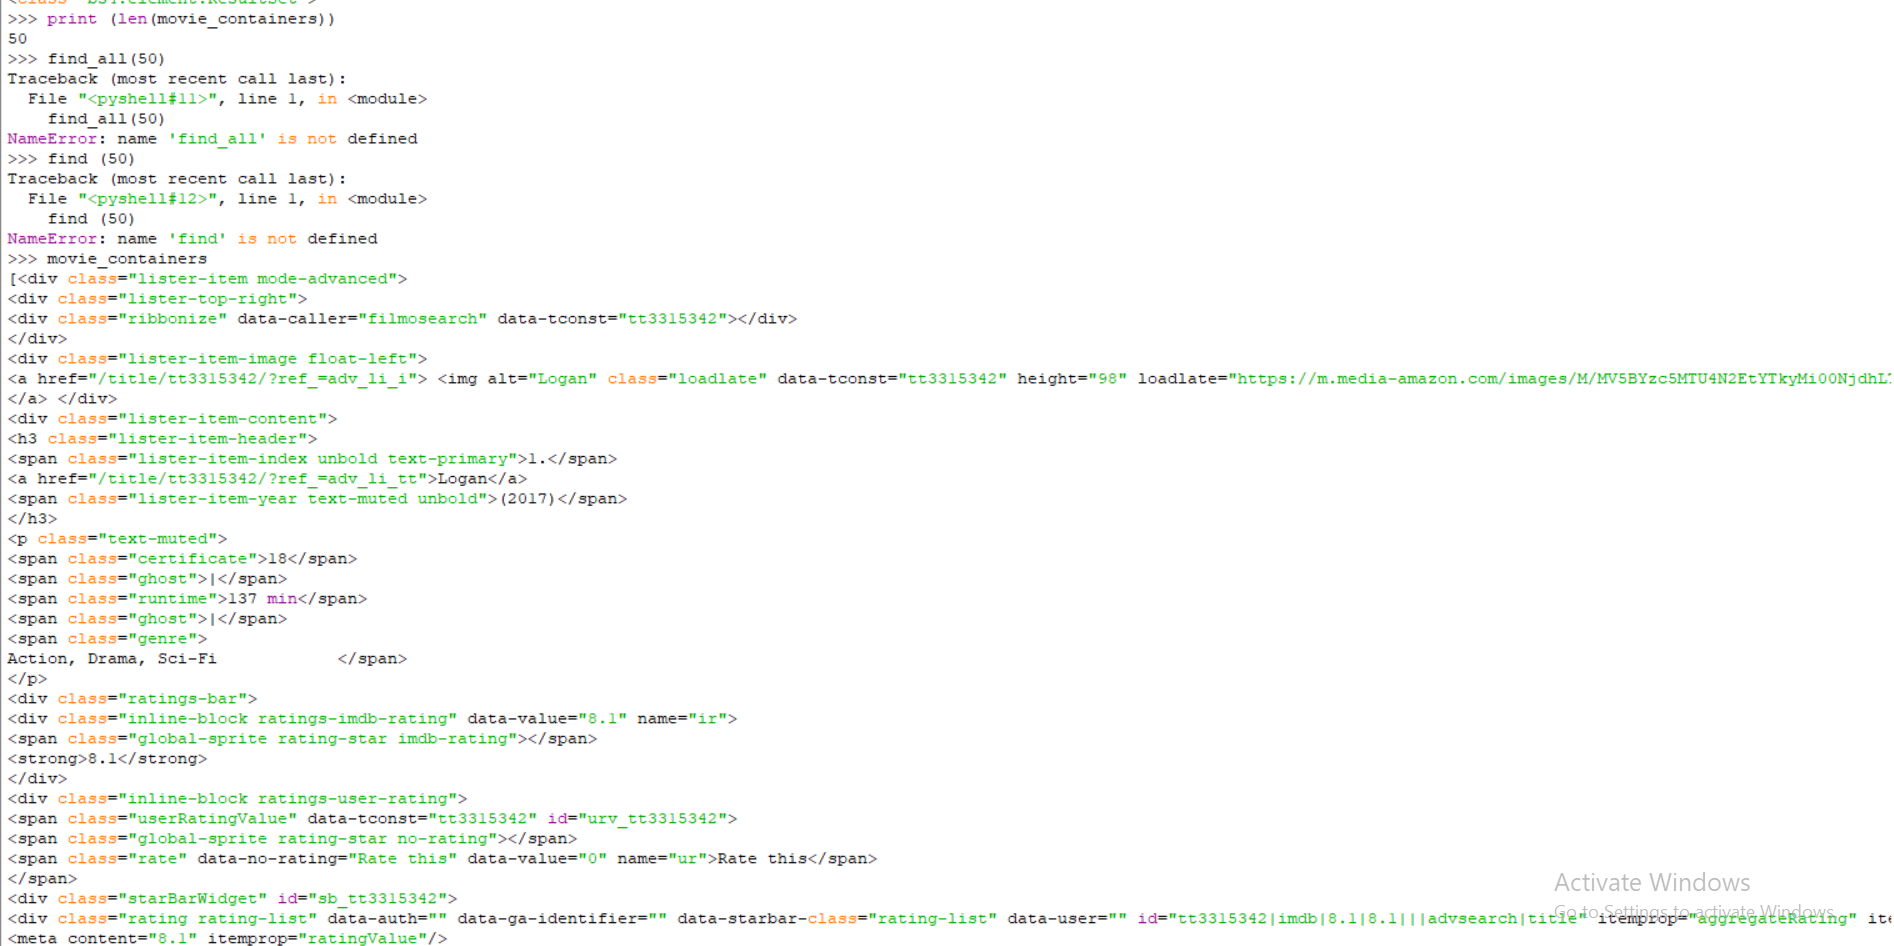 <class 'bs4.element.ResultSet'>
>>> print (len(movie_containers))
50
>>> find_all(50)
Traceback (most recent call last):
  File "<pyshell#11>", line 1, in <module>
    find_all(50)
NameError: name 'find_all' is not defined
>>> find (50)
Traceback (most recent call last):
  File "<pyshell#12>", line 1, in <module>
    find (50)
NameError: name 'find' is not defined
>>> movie_containers
[<div class="lister-item mode-advanced">
<div class="lister-top-right">
<div class="ribbonize" data-caller="filmosearch" data-tconst="tt3315342"></div>
</div>
<div class="lister-item-image float-left">
<a href="/title/tt3315342/?ref_=adv_li_i"> <img alt="Logan" class="loadlate" data-tconst="tt3315342" height="98" loadlate="https://m.media-amazon.com/images/M/MV5BYzc5MTU4N2EtYTkyMi00NjdhL
</a> </div>
<div class="lister-item-content">
<h3 class="lister-item-header">
<span class="lister-item-index unbold text-primary">1.</span>
<a href="/title/tt3315342/?ref_=adv_li_tt">Logan</a>
<span class="lister-item-year text-muted unbold">(2017)</span>
</h3>
<p class="text-muted">
<span class="certificate">18</span>
<span class="ghost">|</span>
<span class="runtime">137 min</span>
<span class="ghost">|</span>
<span class="genre">
Action, Drama, Sci-Fi            </span>
</p>
<div class="ratings-bar">
<div class="inline-block ratings-imdb-rating" data-value="8.1" name="ir">
<span class="global-sprite rating-star imdb-rating"></span>
<strong>8.1</strong>
</div>
<div class="inline-block ratings-user-rating">
<span class="userRatingValue" data-tconst="tt3315342" id="urv_tt3315342">
<span class="global-sprite rating-star no-rating"></span>
<span class="rate" data-no-rating="Rate this" data-value="0" name="ur">Rate this</span>
</span>
Activate Windows
<div class="starBarWidget" id="sb_tt3315342">
Go to Settings to activate Windows.
<div class="rating rating-list" data-auth="" data-ga-identifier="" data-starbar-class="rating-list" data-user="" id="tt3315342|imdb|8.1|8.1|||advsearch|title" itemprop="aggregateRating" ite
<meta content="8.1" itemprop="ratingValue"/>